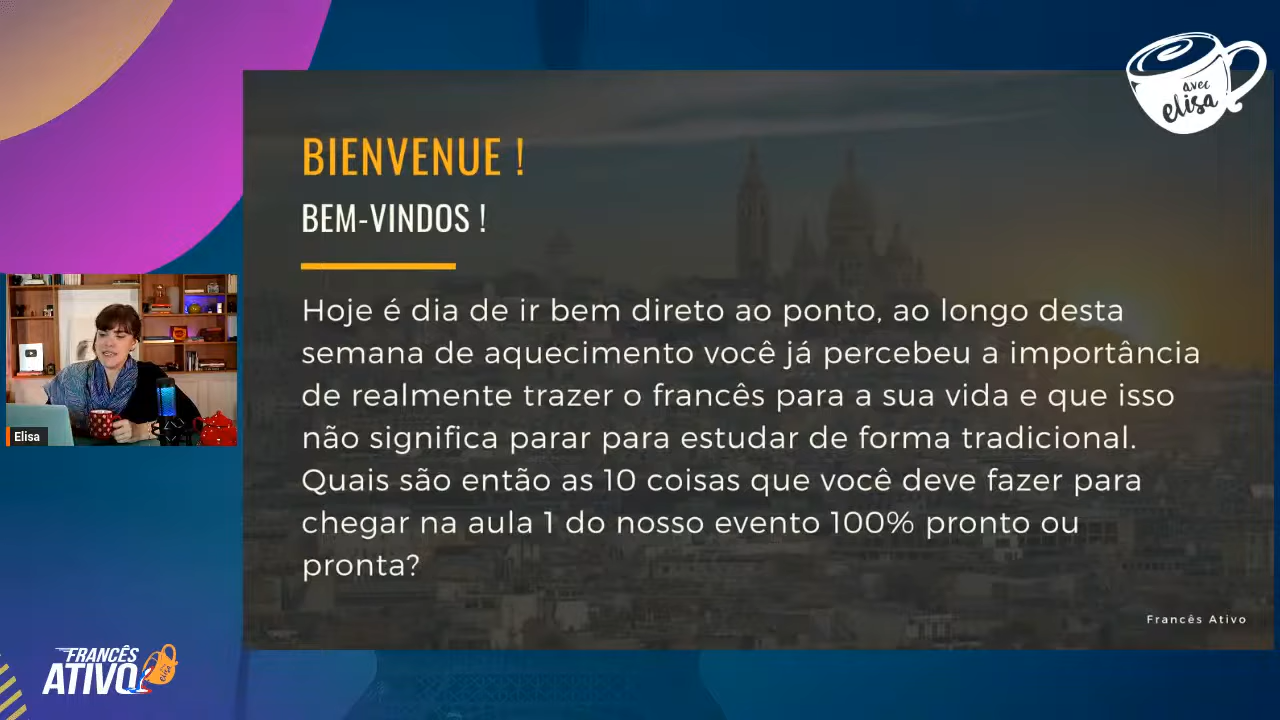 avec
elisa
BIENVENUE !
BEM-VINDOS !
Hoje é dia de ir bem direto ao ponto, ao longo desta
semana de aquecimento você já percebeu a importância
de realmente trazer o francês para a sua vida e que isso
não significa parar para estudar de forma tradicional.
Quais são então as 10 coisas que você deve fazer para
chegar na aula 1 do nosso evento 100% pronto ou
pronta?
Elisa
Francês Ativo
FRANCÊS
ATIVO
elisa